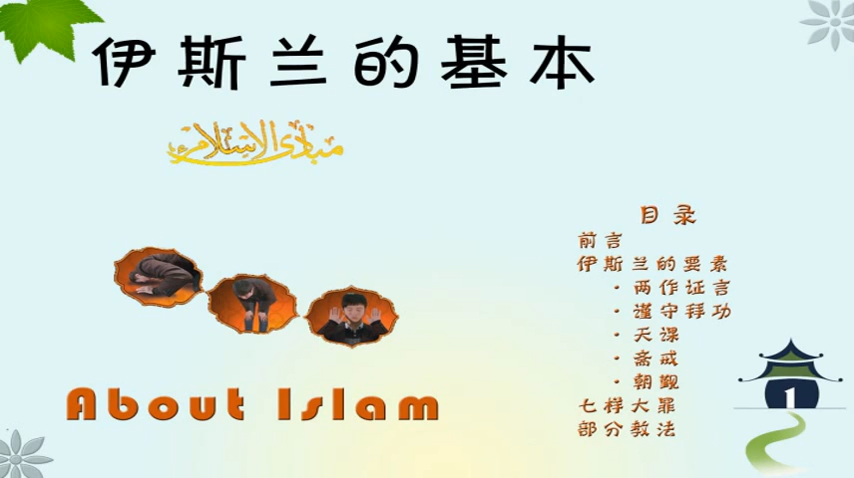 伊斯兰的基本
مبادئ الإسلام
About Islam
目录
前言
伊斯兰的要素
· 两作证言
· 谨守拜功
· 天课
· 斋戒
· 朝觐
七样大罪
部分教法
1